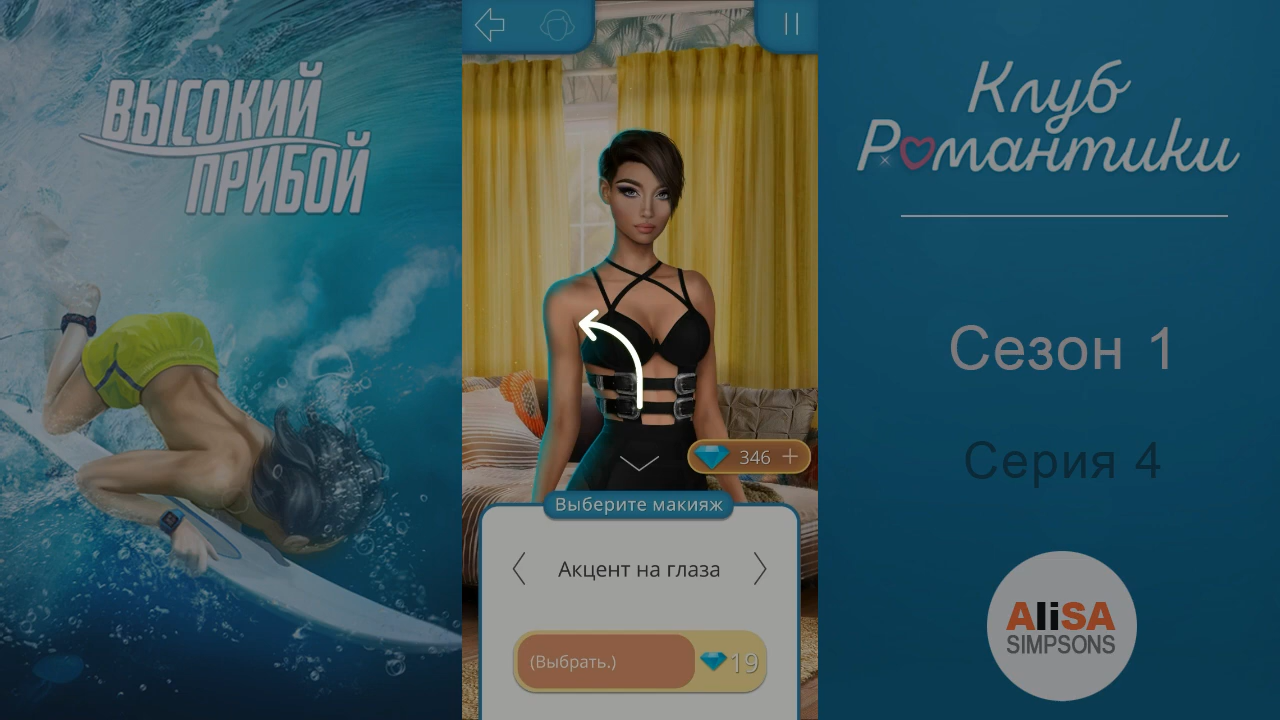 ВЫСОКИЙ
ПРИБОЙ
346 +
Выберите макияж
Акцент на глаза
(Выбрать.)
19
Клуб
Романтики
Сезон 1
Серия 4
AliSA
SIMPSONS